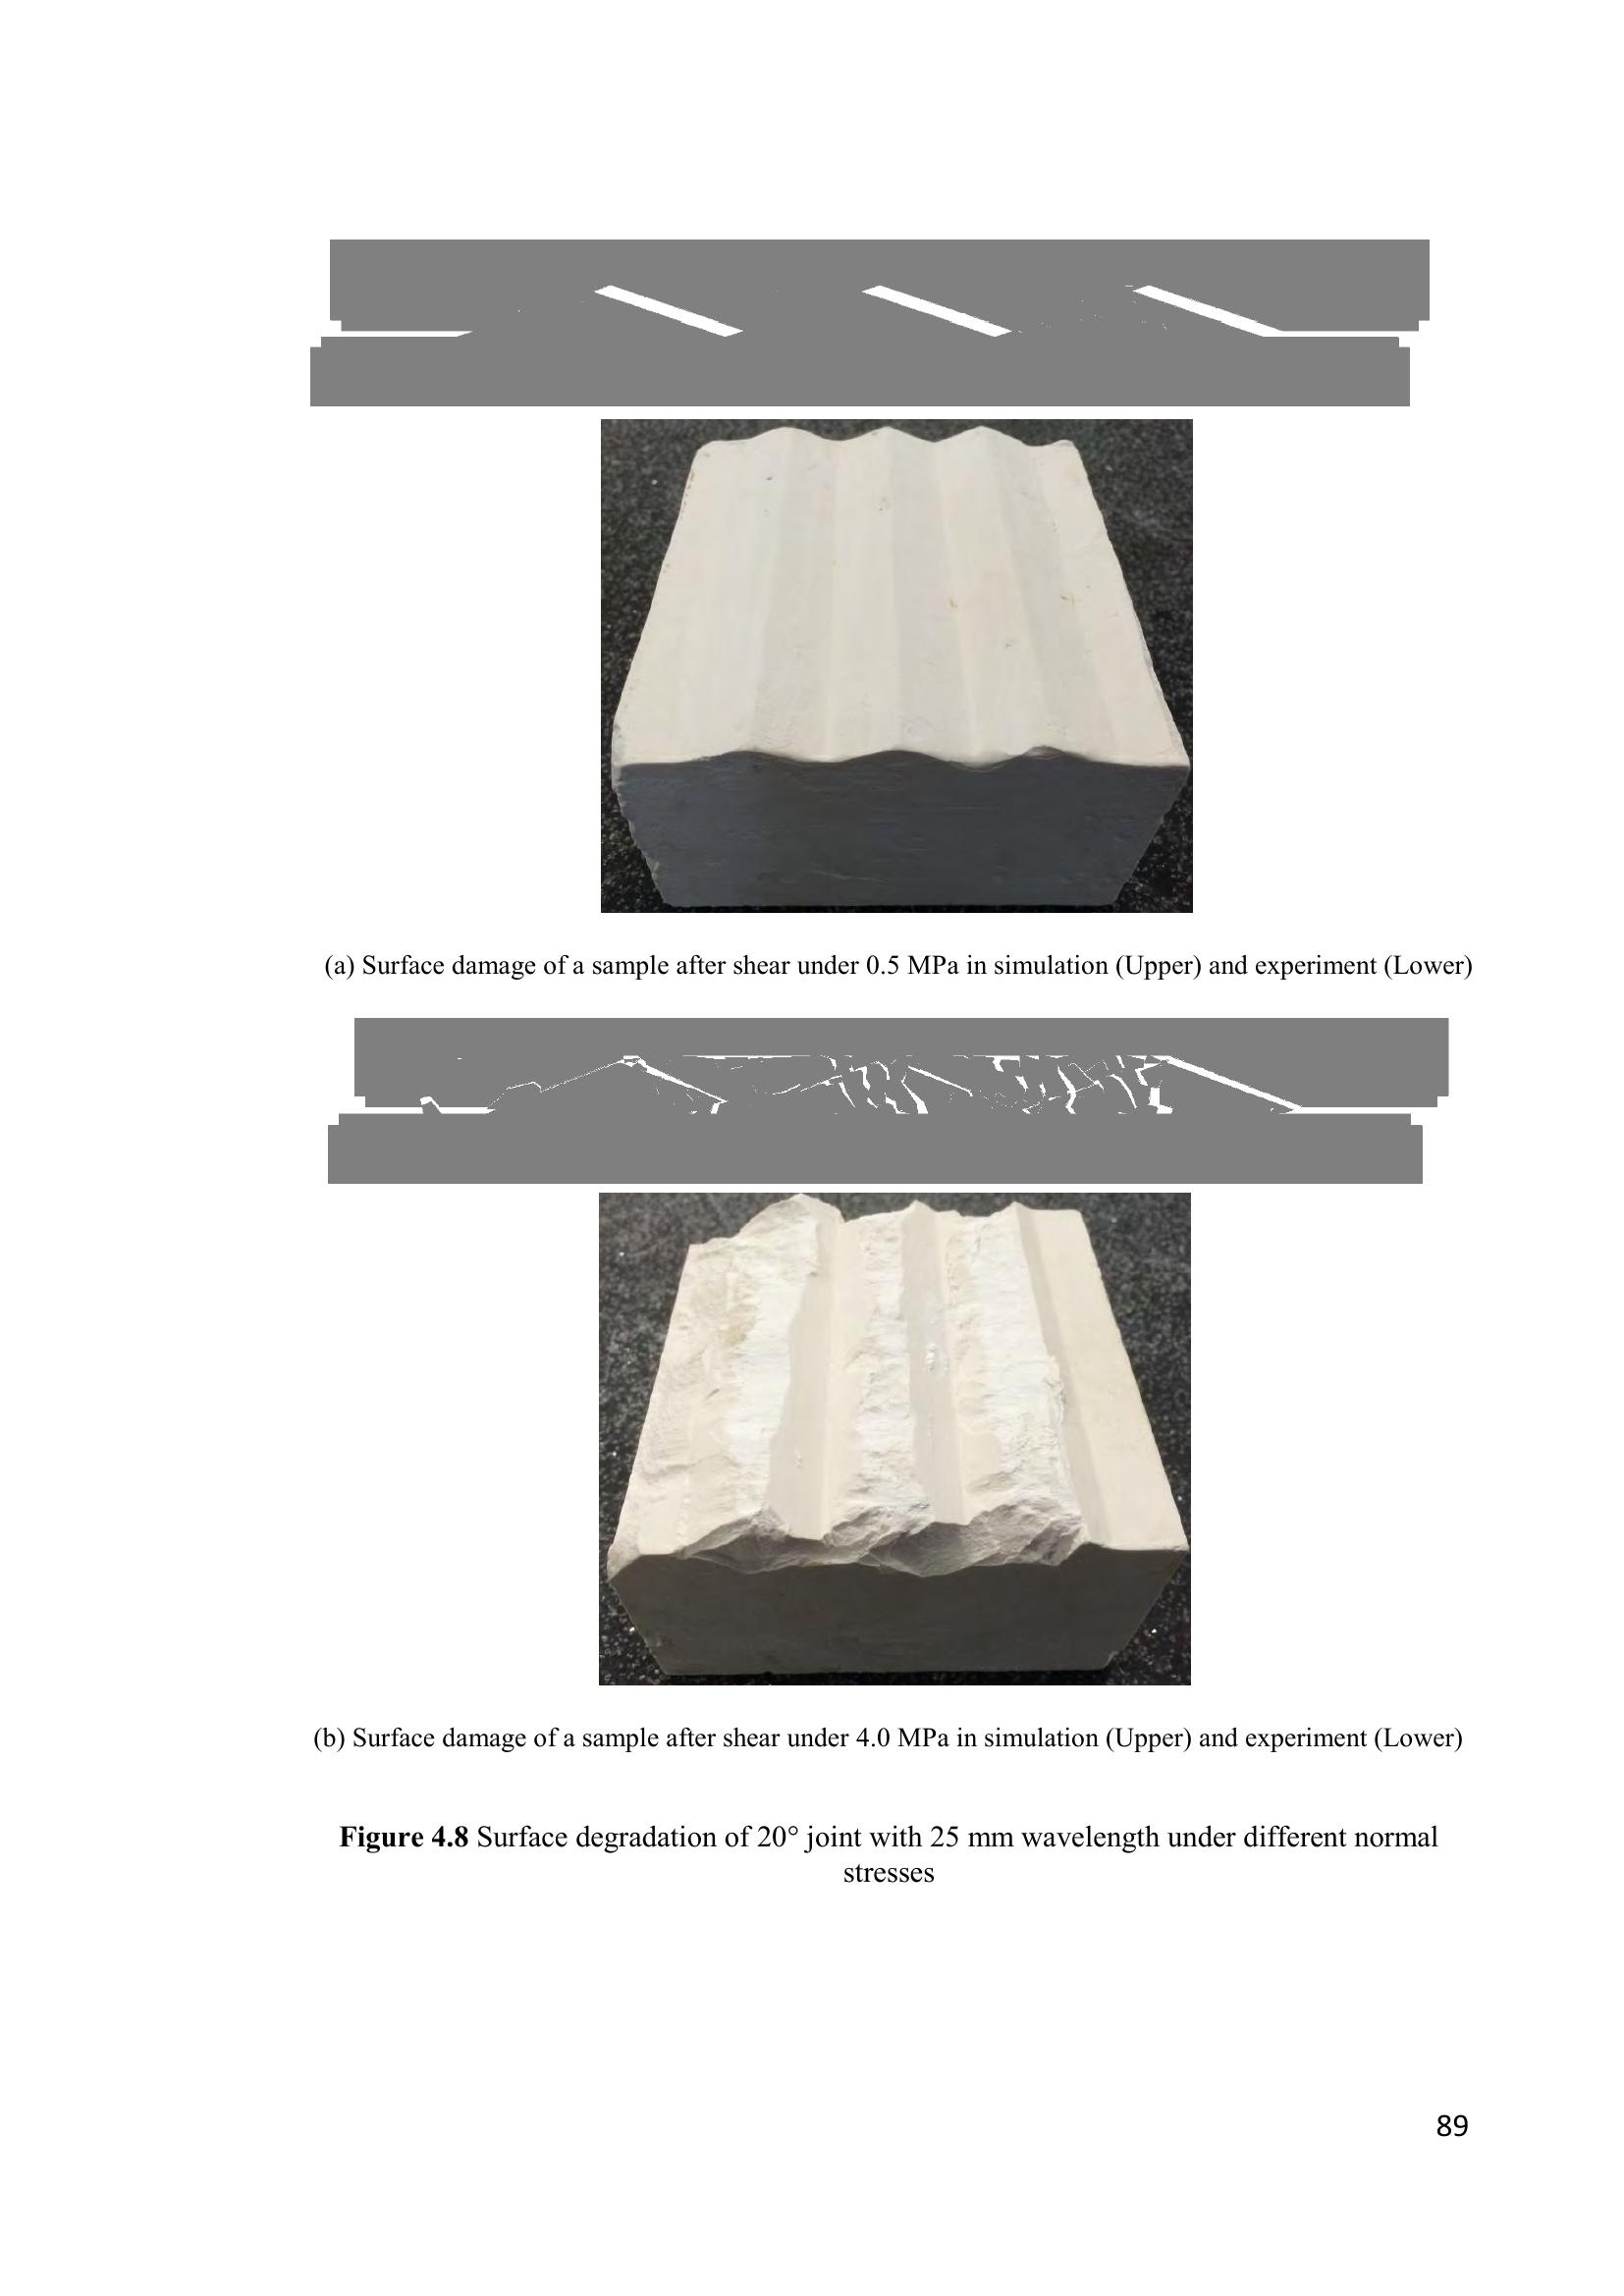 (a) Surface damage of a sample after shear under 0.5 MPa in simulation (Upper) and experiment (Lower)
(b) Surface damage of a sample after shear under 4.0 MPa in simulation (Upper) and experiment (Lower)
Figure 4.8 Surface degradation of 20° joint with 25 mm wavelength under different normal
stresses
89